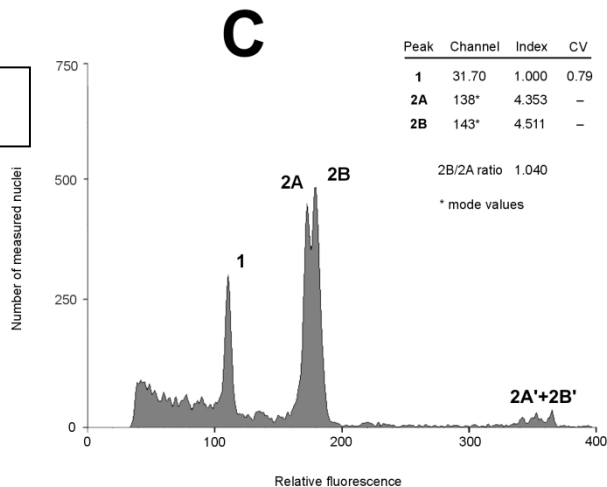 C
Peak Channel Index CV
1 31.70 1.000 0.79
2A 138* 4.353 –
2B 143* 4.511 –
2B/2A ratio 1.040
* mode values
Number of measured nuclei
750
500
250
0
1
2A
2B
2A'+2B'
0 100 200 300 400
Relative fluorescence